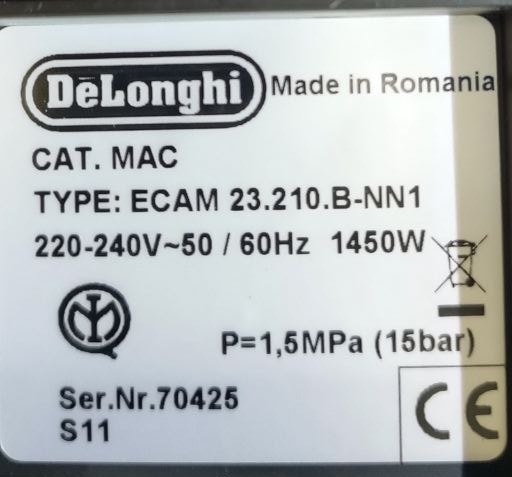 DeLonghi Made in Romania
CAT. MAC
TYPE: ECAM 23.210.B-NN1
220-240V~50 / 60Hz 1450W
P=1,5MPa (15bar)
Ser.Nr.70425
S11
CE